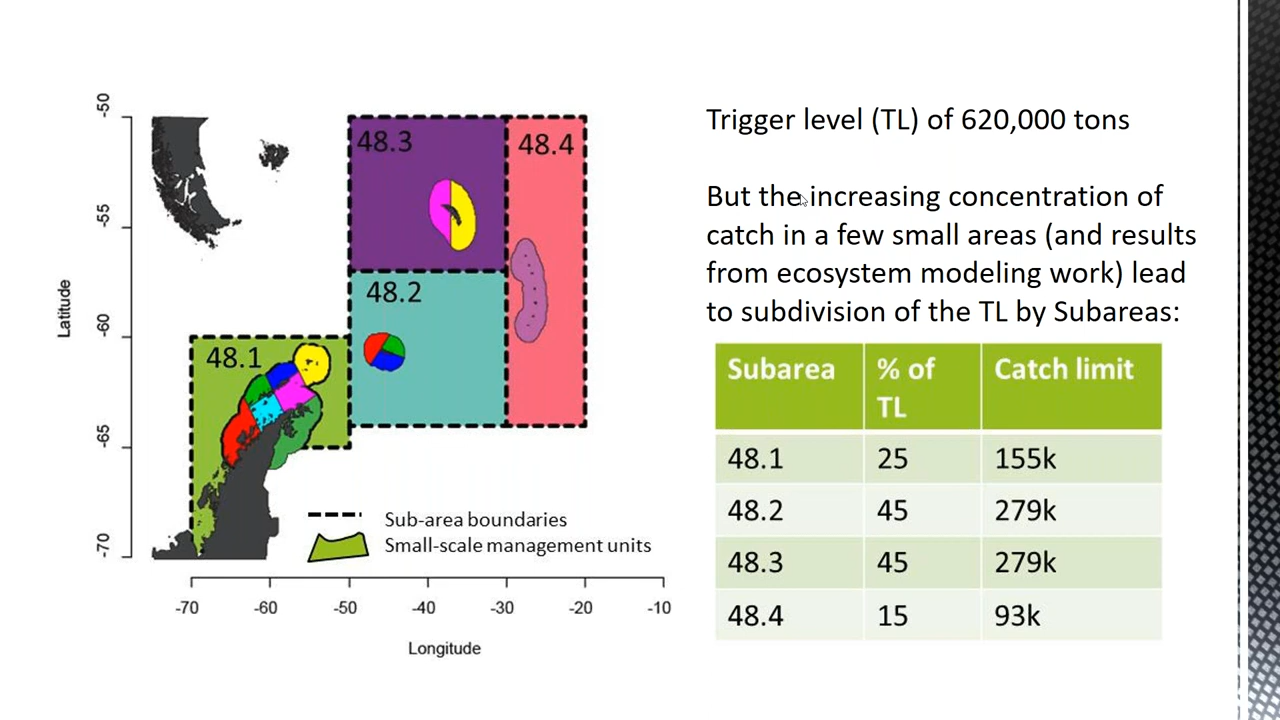 Trigger level (TL) of 620,000 tons
But the increasing concentration of
catch in a few small areas (and results
from ecosystem modeling work) lead
to subdivision of the TL by Subareas:
Subarea % of TL Catch limit
48.1 25 155k
48.2 45 279k
48.3 45 279k
48.4 15 93k
48.3
48.4
48.2
48.1
Sub-area boundaries
Small-scale management units
Latitude
-50
-55
-60
-65
-70
-70 -60 -50 -40 -30 -20 -10
Longitude